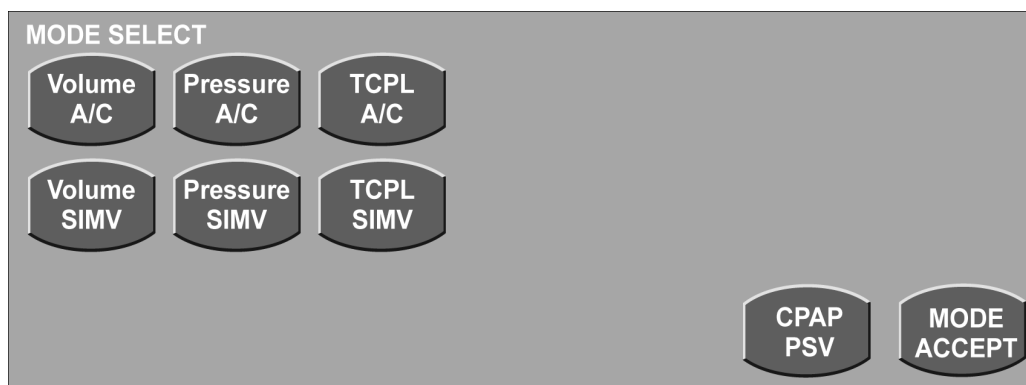 MODE SELECT
Volume
A/C
Pressure
A/C
TCPL
A/C
Volume
SIMV
Pressure
SIMV
TCPL
SIMV
CPAP
PSV
MODE
ACCEPT